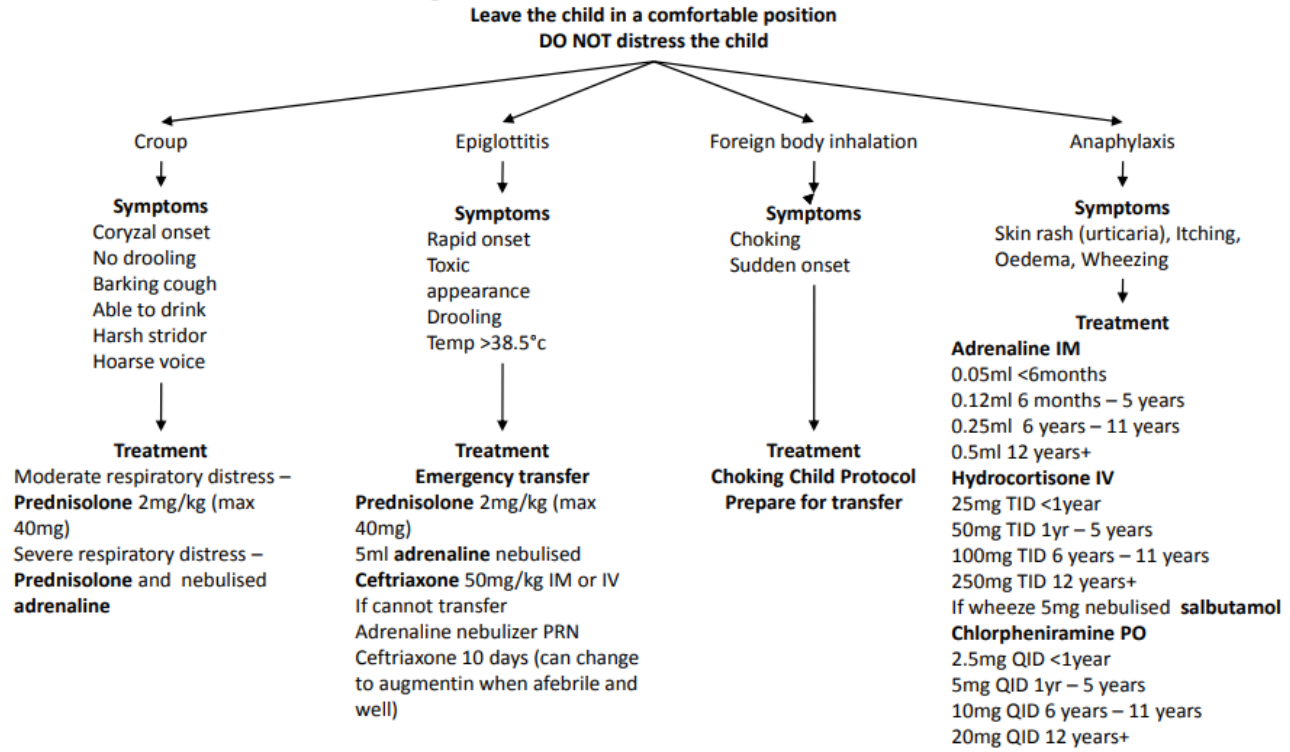 Leave the child in a comfortable position
DO NOT distress the child
Croup
Symptoms
Coryzal onset
No drooling
Barking cough
Able to drink
Harsh stridor
Hoarse voice
Treatment
Moderate respiratory distress –
Prednisolone 2mg/kg (max
40mg)
Severe respiratory distress –
Prednisolone and nebulised
adrenaline
Epiglottitis
Symptoms
Rapid onset
Toxic
appearance
Drooling
Temp >38.5°c
Treatment
Emergency transfer
Prednisolone 2mg/kg (max
40mg)
5ml adrenaline nebulised
Ceftriaxone 50mg/kg IM or IV
If cannot transfer
Adrenaline nebulizer PRN
Ceftriaxone 10 days (can change
to augmentin when afebrile and
well)
Foreign body inhalation
Symptoms
Choking
Sudden onset
Treatment
Choking Child Protocol
Prepare for transfer
Anaphylaxis
Symptoms
Skin rash (urticaria), Itching,
Oedema, Wheezing
Treatment
Adrenaline IM
0.05ml <6months
0.12ml 6 months – 5 years
0.25ml 6 years – 11 years
0.5ml 12 years+
Hydrocortisone IV
25mg TID <1year
50mg TID 1yr – 5 years
100mg TID 6 years – 11 years
250mg TID 12 years+
If wheeze 5mg nebulised salbutamol
Chlorpheniramine PO
2.5mg QID <1year
5mg QID 1yr – 5 years
10mg QID 6 years – 11 years
20mg QID 12 years+